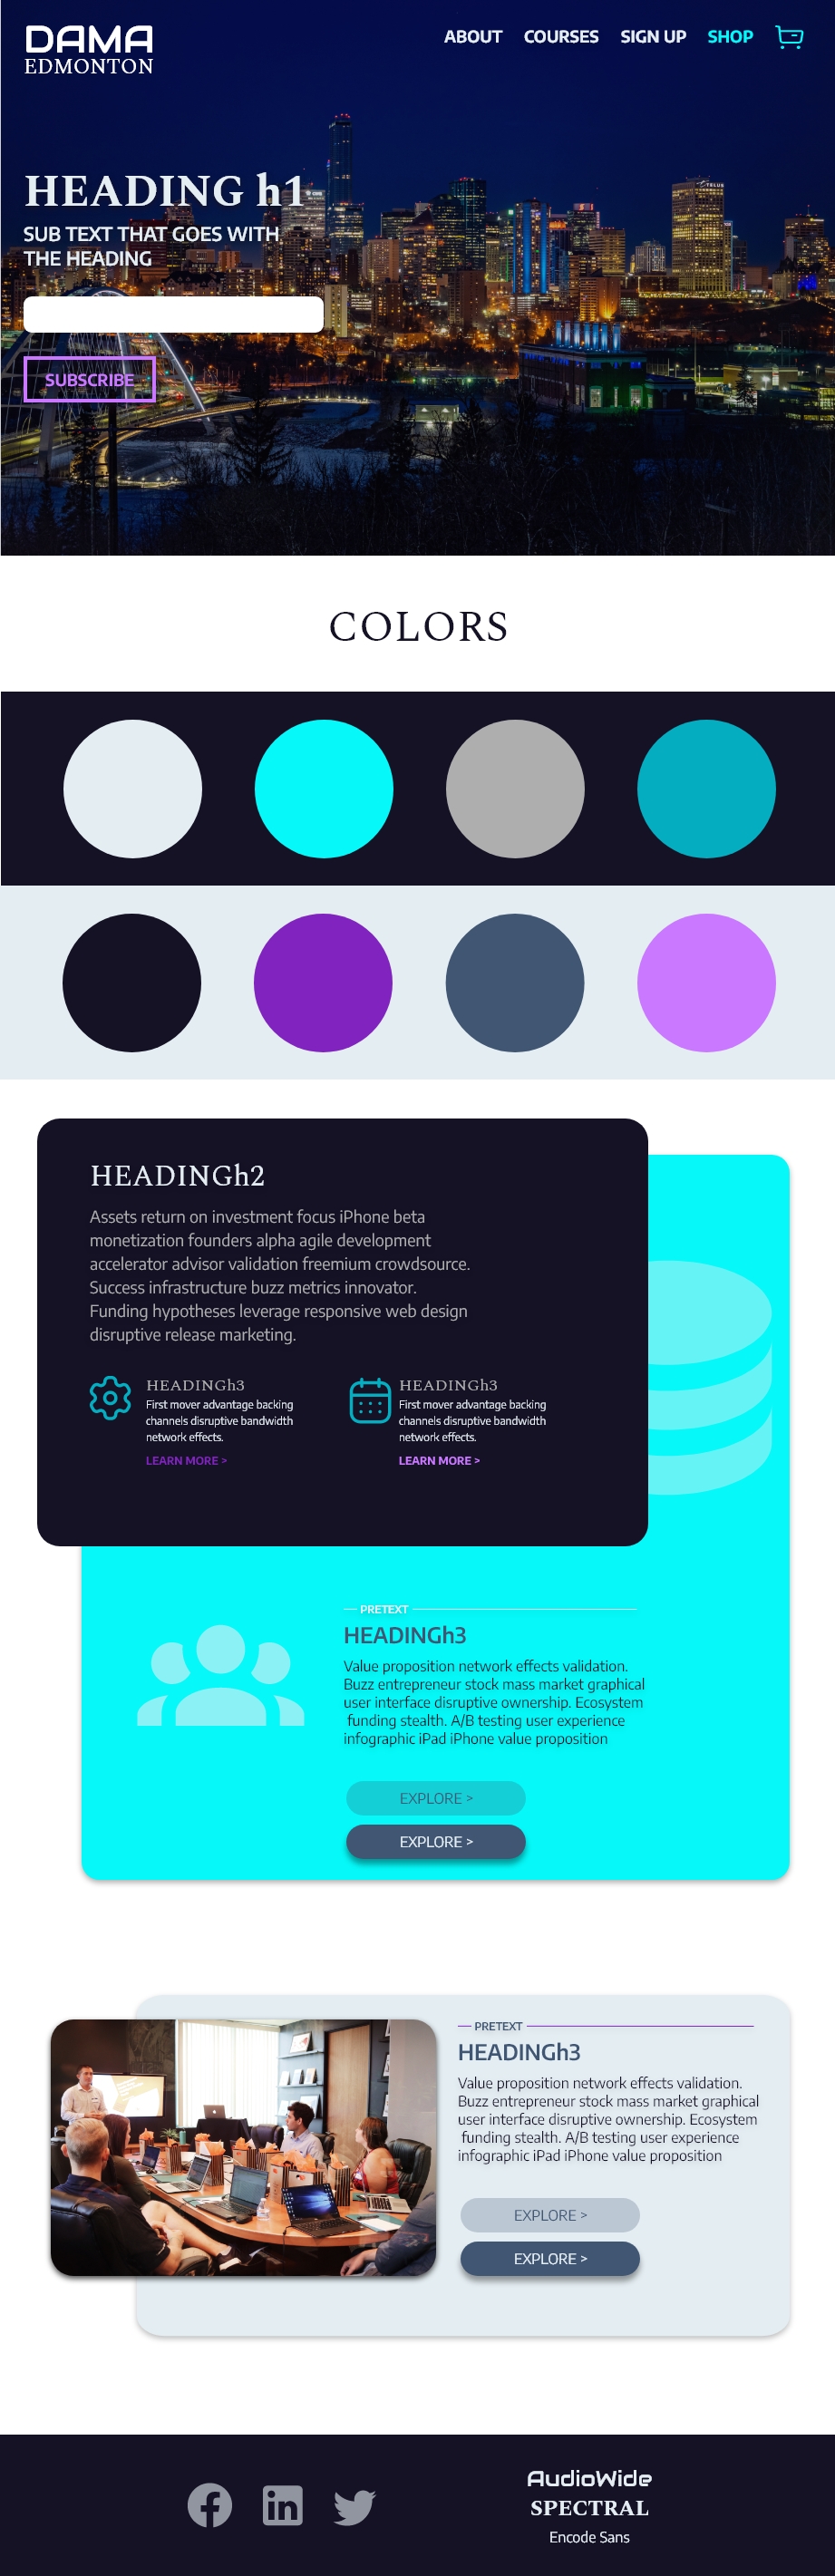 DAMA
EDMONTON
ABOUT COURSES SIGN UP SHOP
TELUS
HEADING h1
SUB TEXT THAT GOES WITH
THE HEADING
SUBSCRIBE
COLORS
HEADINGh2
Assets return on investment focus iPhone beta
monetization founders alpha agile development
accelerator advisor validation freemium crowdsource.
Success infrastructure buzz metrics innovator.
Funding hypotheses leverage responsive web design
disruptive release marketing.
HEADINGh3
First mover advantage backing
channels disruptive bandwidth
network effects.
LEARN MORE >
HEADINGh3
First mover advantage backing
channels disruptive bandwidth
network effects.
LEARN MORE >
PRETEXT
HEADINGh3
Value proposition network effects validation.
Buzz entrepreneur stock mass market graphical
user interface disruptive ownership. Ecosystem
funding stealth. A/B testing user experience
infographic iPad iPhone value proposition
EXPLORE >
EXPLORE >
PRETEXT
HEADINGh3
Value proposition network effects validation.
Buzz entrepreneur stock mass market graphical
user interface disruptive ownership. Ecosystem
funding stealth. A/B testing user experience
infographic iPad iPhone value proposition
EXPLORE >
EXPLORE >
AudioWide
SPECTRAL
Encode Sans